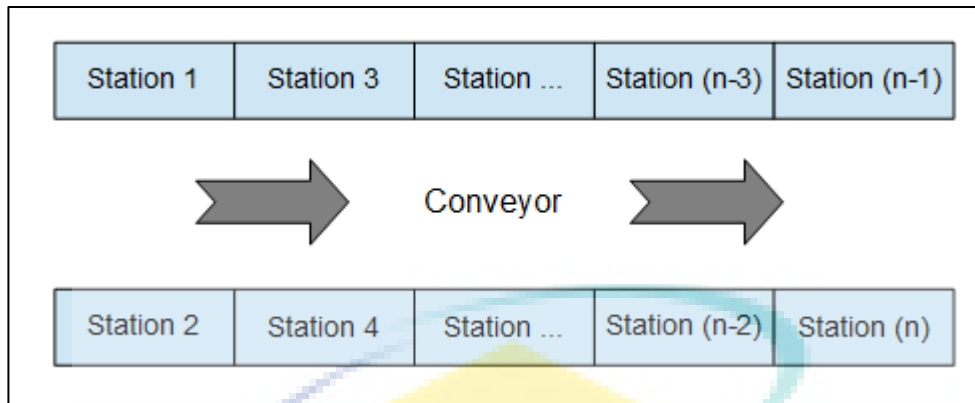 Station 1 Station 3 Station ... Station (n-3) Station (n-1)
Conveyor
Station 2 Station 4 Station ... Station (n-2) Station (n)